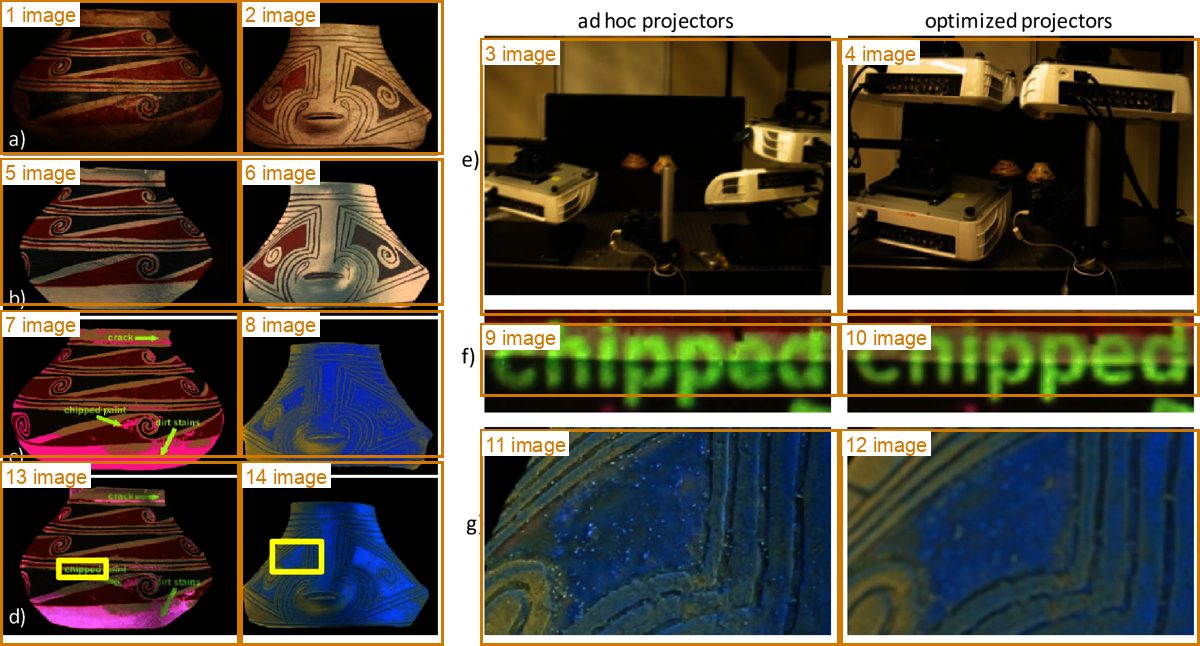 ad hoc projectors
optimized projectors
1 image
2 image
3 image
4 image
a)
e)
5 image
6 image
b)
7 image
8 image
crack
chipped paint
dirt stains
c)
f)
9 image
10 image
chipped
chipped
11 image
12 image
g)
13 image
14 image
crack
chipped paint
dirt stains
d)